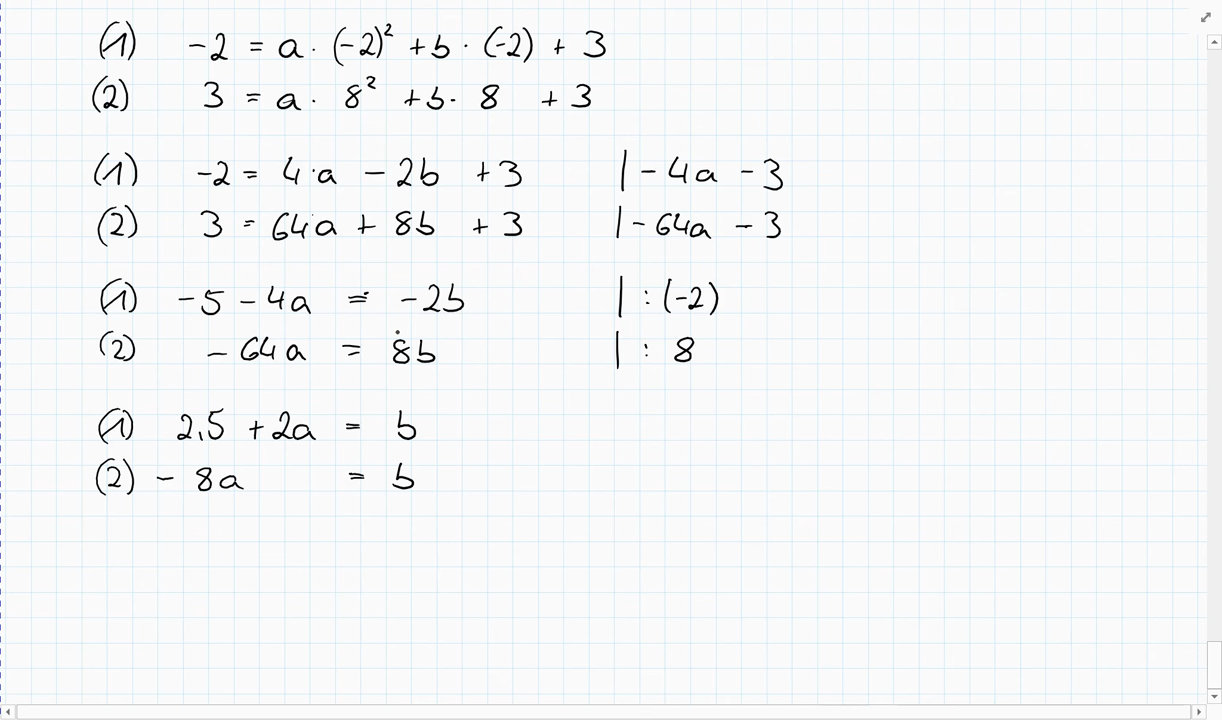 (1) -2 = a · (-2)² + b · (-2) + 3
(2) 3 = a · 8² + b · 8 + 3
(1) -2 = 4·a - 2b + 3 | - 4a - 3
(2) 3 = 64a + 8b + 3 | - 64a - 3
(1) -5 - 4a = -2b | : (-2)
(2) - 64a = 8b | : 8
(1) 2,5 + 2a = b
(2) - 8a = b